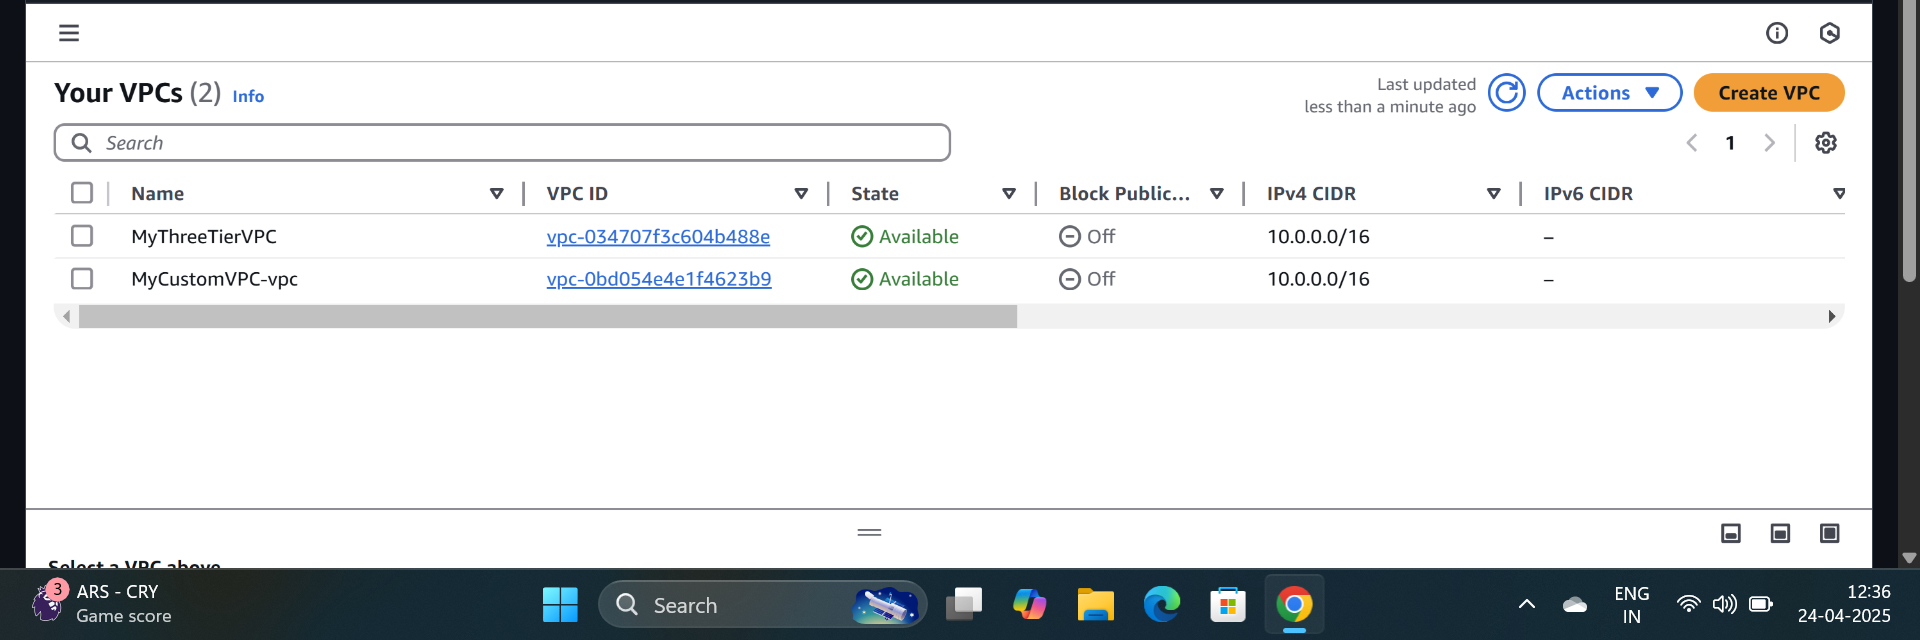 Your VPCs (2) Info
Last updated
less than a minute ago
Actions
Create VPC
Search
1
Name VPC ID State Block Public... IPv4 CIDR IPv6 CIDR
MyThreeTierVPC vpc-034707f3c604b488e Available Off 10.0.0.0/16 –
MyCustomVPC-vpc vpc-0bd054e4e1f4623b9 Available Off 10.0.0.0/16 –
Select a VPC above
3
ARS - CRY
Game score
Search
ENG
IN
12:36
24-04-2025